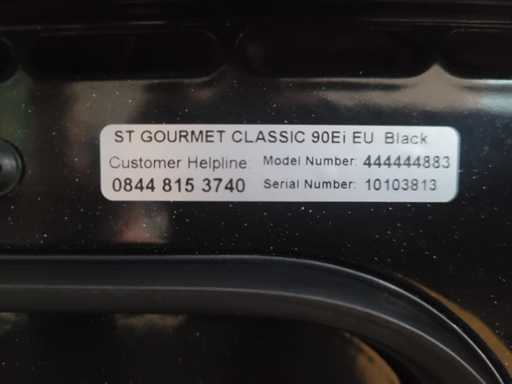 ST GOURMET CLASSIC 90Ei EU Black
Customer Helpline Model Number: 444444883
0844 815 3740 Serial Number: 10103813